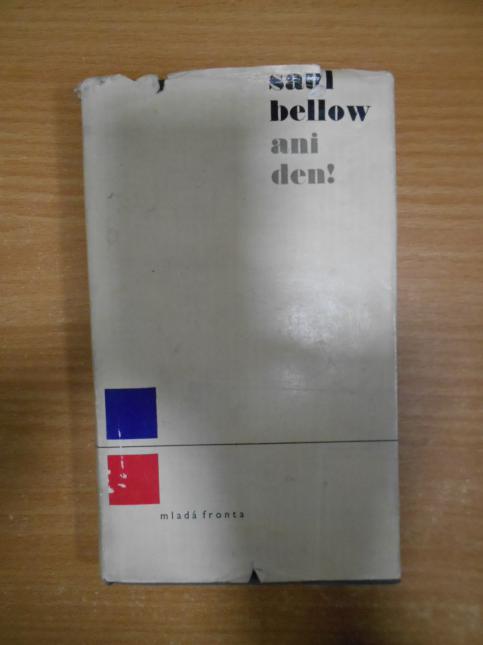 saul
bellow
ani
den!
mladá fronta